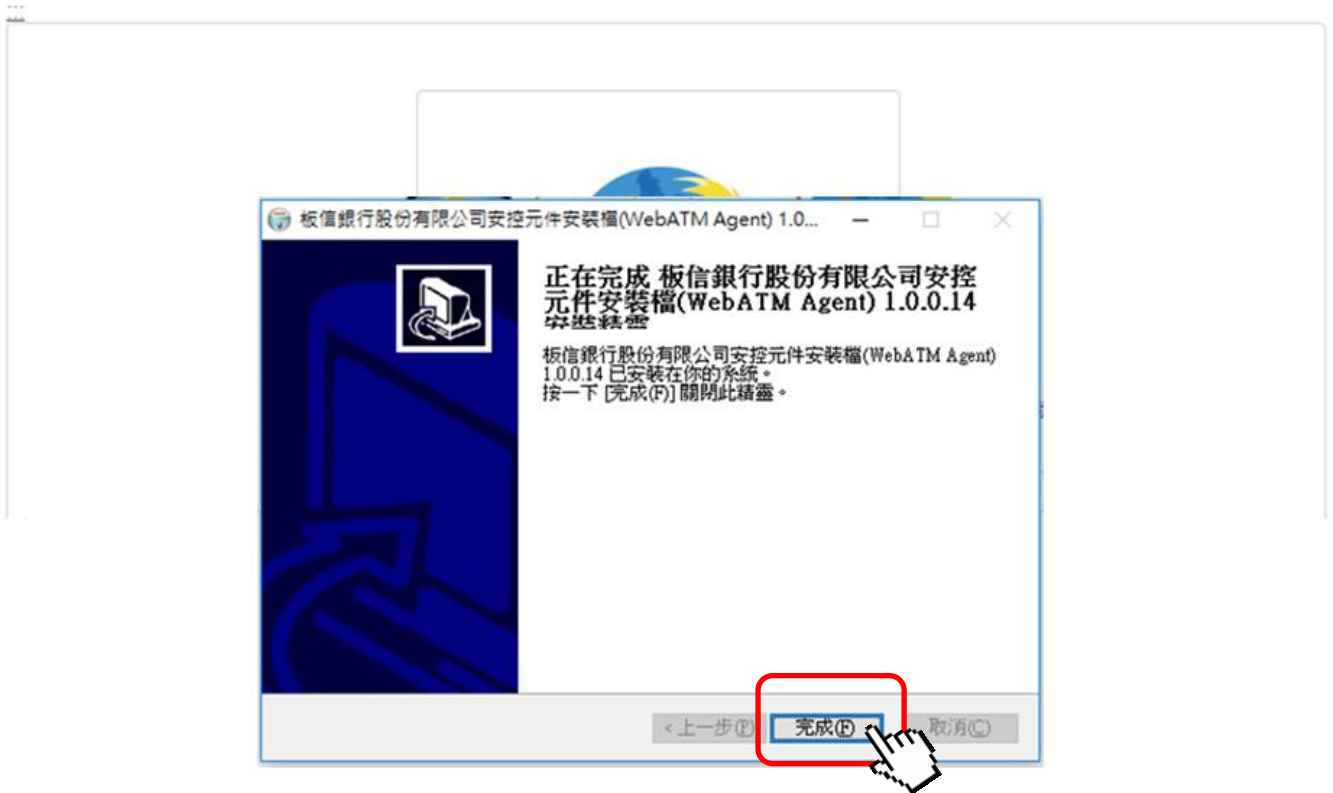 板信銀行股份有限公司安控元件安裝檔(WebATM Agent) 1.0...
正在完成 板信銀行股份有限公司安控
元件安裝檔(WebATM Agent) 1.0.0.14
安裝精靈
板信銀行股份有限公司安控元件安裝檔(WebATM Agent)
1.0.0.14 已安裝在你的系統。
按一下 [完成(F)] 關閉此精靈。
<上一步(P)
完成(F)
取消(C)